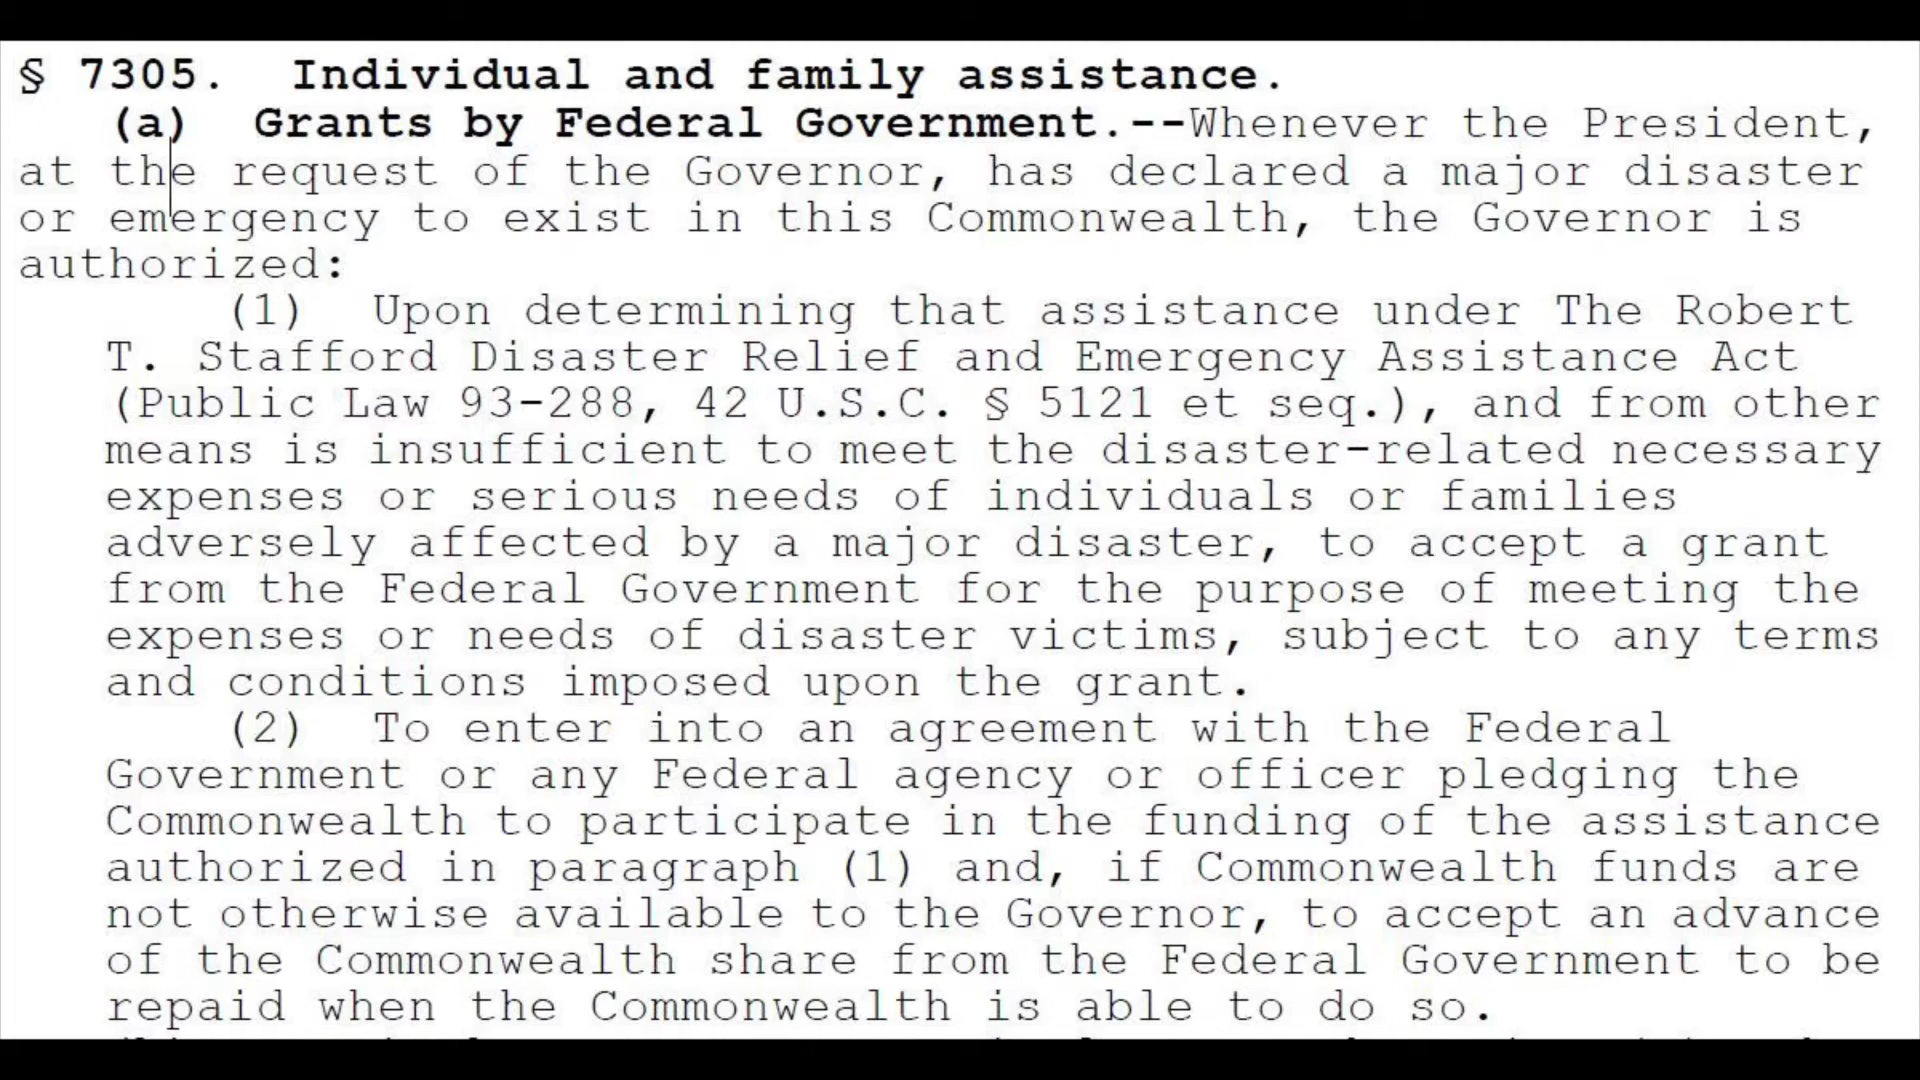 § 7305. Individual and family assistance.
(a) Grants by Federal Government.--Whenever the President,
at the request of the Governor, has declared a major disaster
or emergency to exist in this Commonwealth, the Governor is
authorized:
(1) Upon determining that assistance under The Robert
T. Stafford Disaster Relief and Emergency Assistance Act
(Public Law 93-288, 42 U.S.C. § 5121 et seq.), and from other
means is insufficient to meet the disaster-related necessary
expenses or serious needs of individuals or families
adversely affected by a major disaster, to accept a grant
from the Federal Government for the purpose of meeting the
expenses or needs of disaster victims, subject to any terms
and conditions imposed upon the grant.
(2) To enter into an agreement with the Federal
Government or any Federal agency or officer pledging the
Commonwealth to participate in the funding of the assistance
authorized in paragraph (1) and, if Commonwealth funds are
not otherwise available to the Governor, to accept an advance
of the Commonwealth share from the Federal Government to be
repaid when the Commonwealth is able to do so.